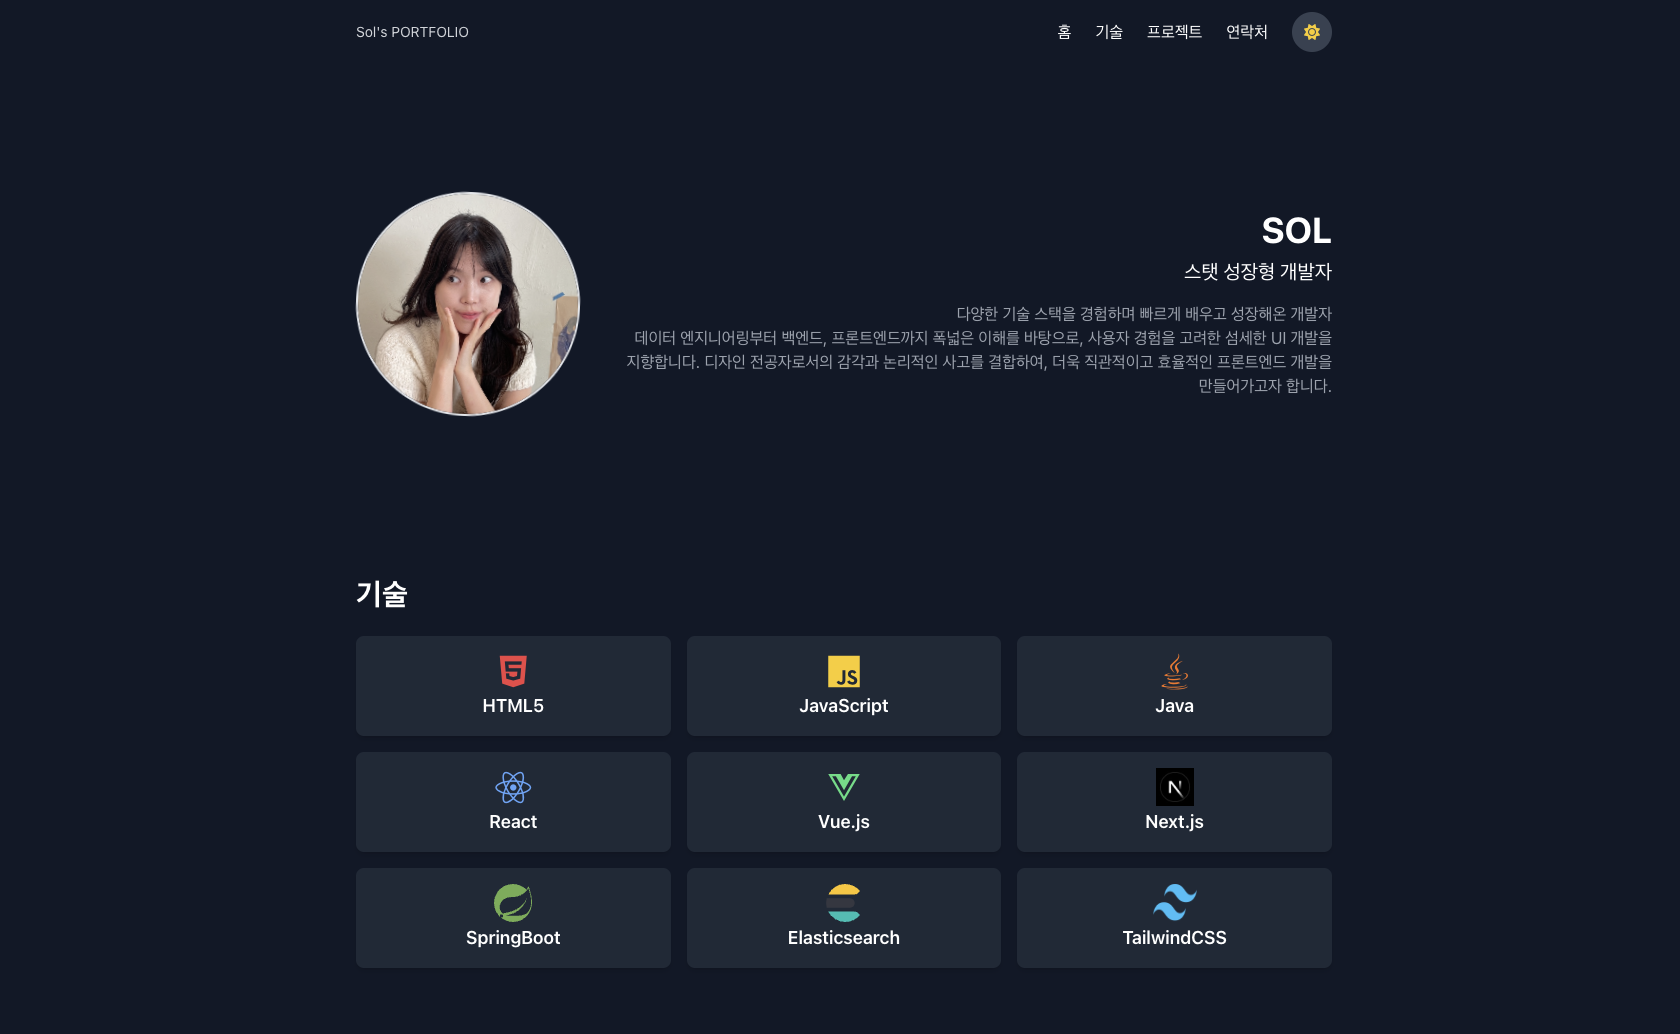 Sol's PORTFOLIO
홈 기술 프로젝트 연락처
SOL
스탯 성장형 개발자
다양한 기술 스택을 경험하며 빠르게 배우고 성장해온 개발자
데이터 엔지니어링부터 백엔드, 프론트엔드까지 폭넓은 이해를 바탕으로, 사용자 경험을 고려한 섬세한 UI 개발을
지향합니다. 디자인 전공자로서의 감각과 논리적인 사고를 결합하여, 더욱 직관적이고 효율적인 프론트엔드 개발을
만들어가고자 합니다.
기술
5
HTML5
JS
JavaScript
Java
React
Vue.js
N
Next.js
SpringBoot
Elasticsearch
TailwindCSS